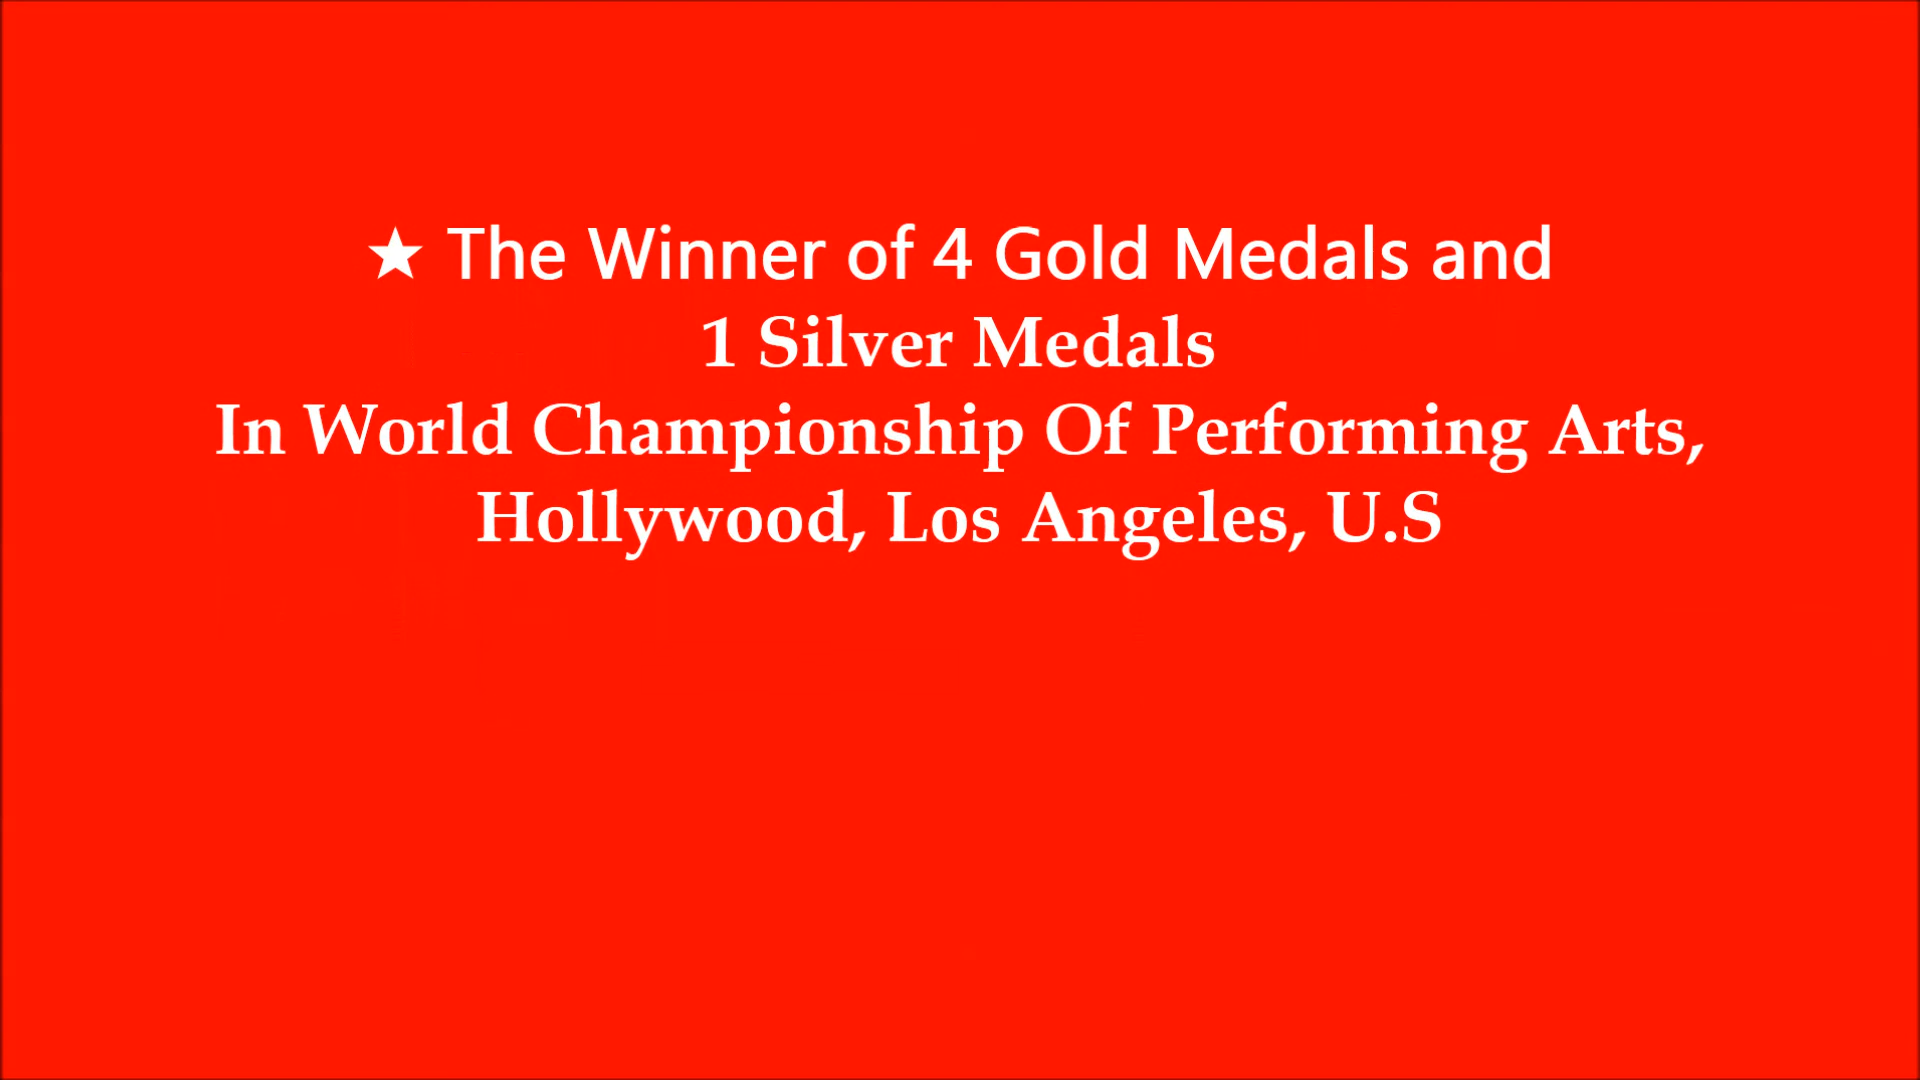 ★ The Winner of 4 Gold Medals and
1 Silver Medals
In World Championship Of Performing Arts,
Hollywood, Los Angeles, U.S